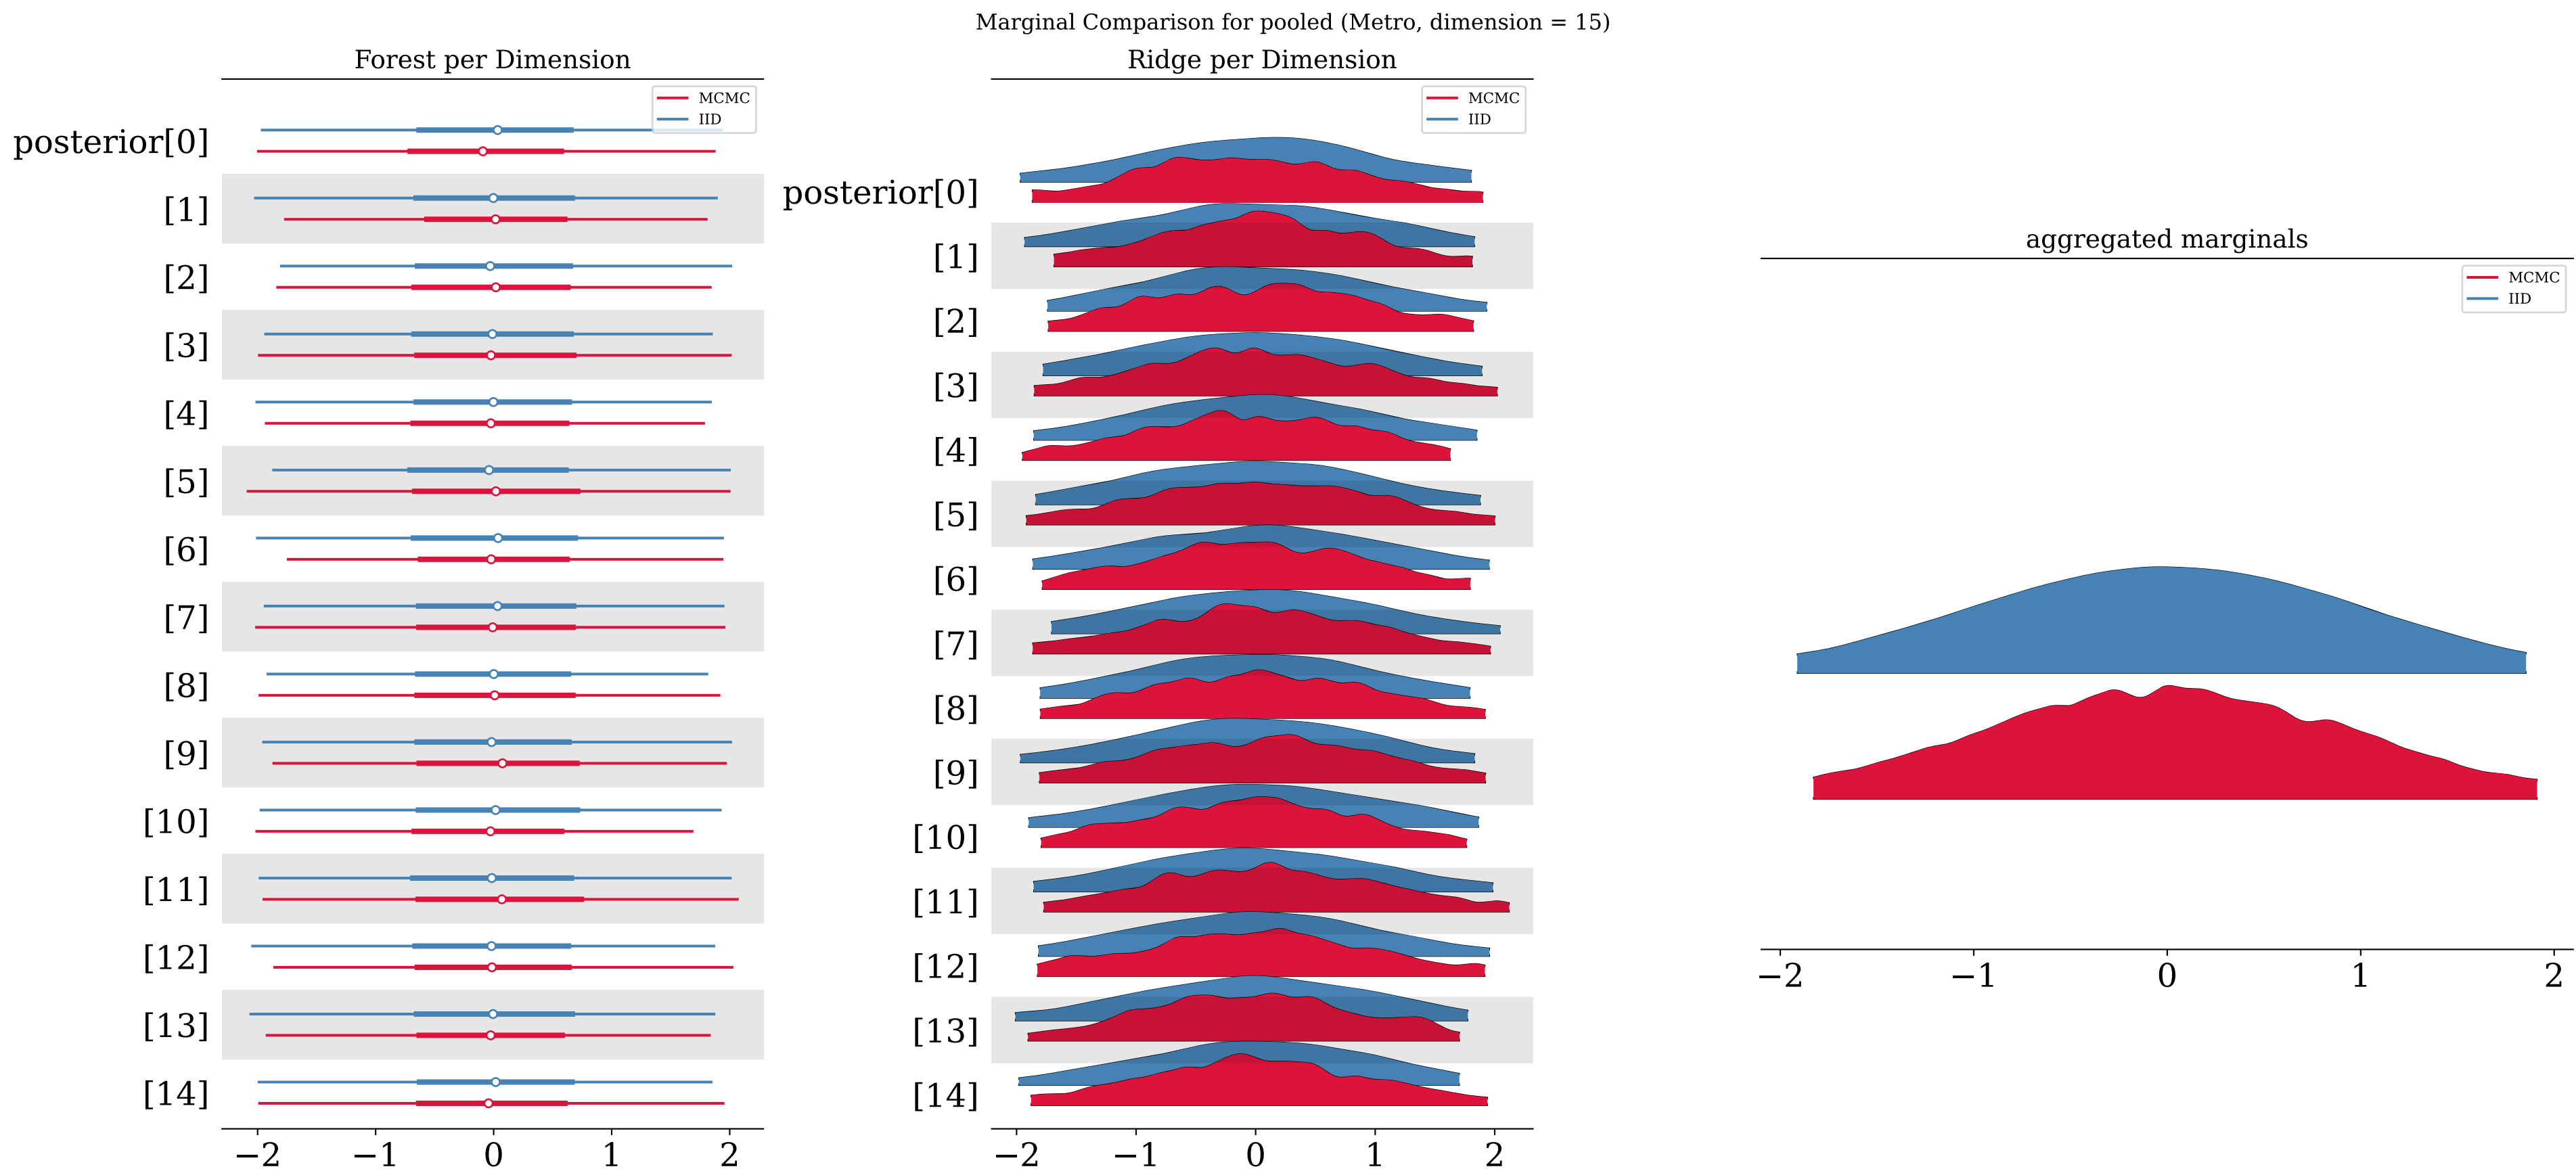 Marginal Comparison for pooled (Metro, dimension = 15)
Forest per Dimension
MCMC
IID
posterior[0]
[1]
[2]
[3]
[4]
[5]
[6]
[7]
[8]
[9]
[10]
[11]
[12]
[13]
[14]
−2 −1 0 1 2
Ridge per Dimension
MCMC
IID
posterior[0]
[1]
[2]
[3]
[4]
[5]
[6]
[7]
[8]
[9]
[10]
[11]
[12]
[13]
[14]
−2 −1 0 1 2
aggregated marginals
MCMC
IID
−2 −1 0 1 2